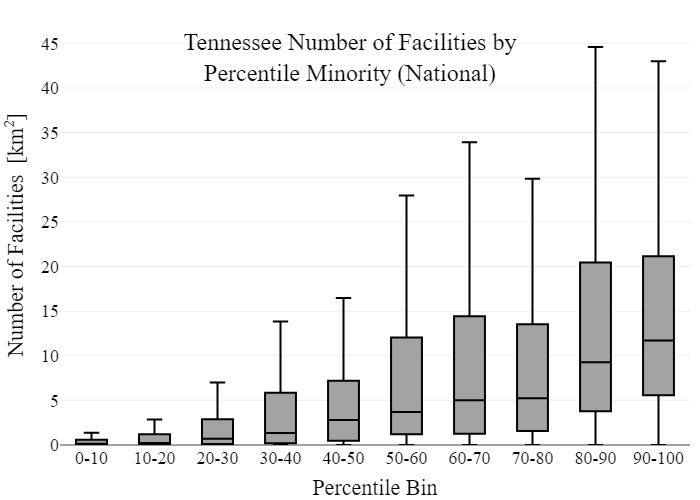 Tennessee Number of Facilities by
Percentile Minority (National)
Number of Facilities [km²]
45
40
35
30
25
20
15
10
5
0
0-10 10-20 20-30 30-40 40-50 50-60 60-70 70-80 80-90 90-100
Percentile Bin